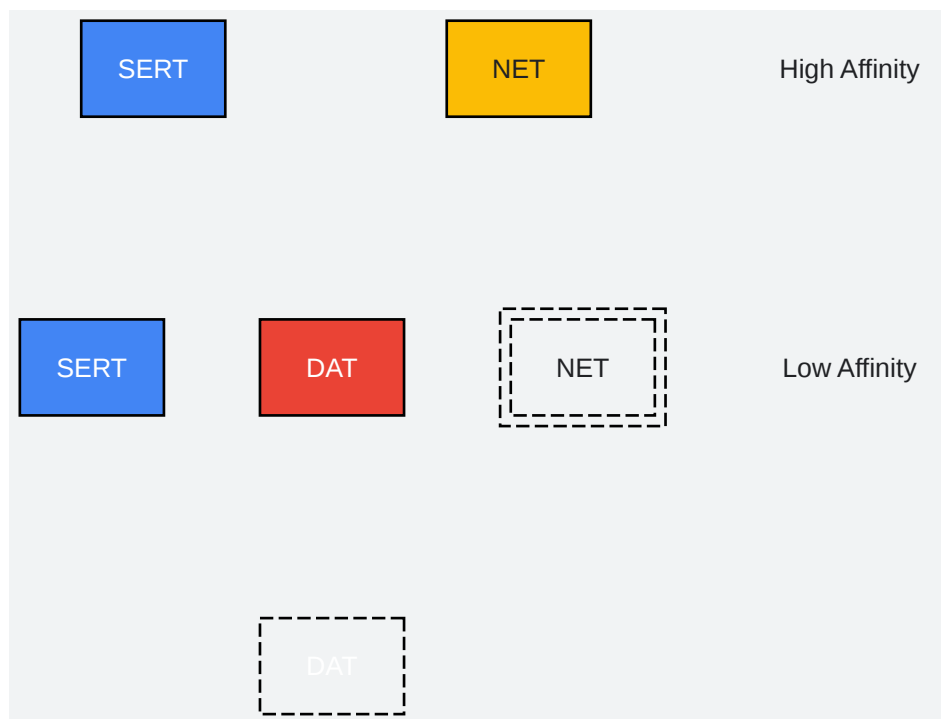 SERT
NET
High Affinity
SERT
DAT
NET
Low Affinity
DAT